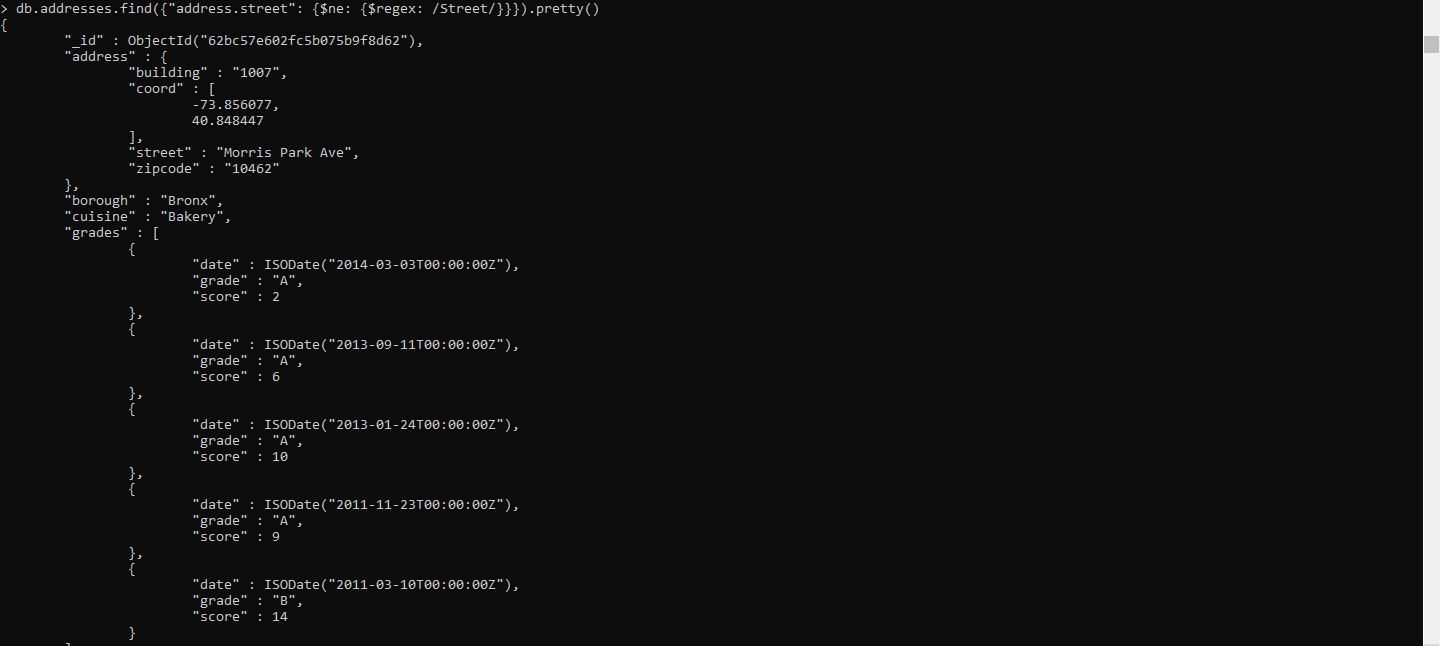 > db.addresses.find({"address.street": {$ne: {$regex: /Street/}}}).pretty()
{
"_id" : ObjectId("62bc57e602fc5b075b9f8d62"),
"address" : {
"building" : "1007",
"coord" : [
-73.856077,
40.848447
],
"street" : "Morris Park Ave",
"zipcode" : "10462"
},
"borough" : "Bronx",
"cuisine" : "Bakery",
"grades" : [
{
"date" : ISODate("2014-03-03T00:00:00Z"),
"grade" : "A",
"score" : 2
},
{
"date" : ISODate("2013-09-11T00:00:00Z"),
"grade" : "A",
"score" : 6
},
{
"date" : ISODate("2013-01-24T00:00:00Z"),
"grade" : "A",
"score" : 10
},
{
"date" : ISODate("2011-11-23T00:00:00Z"),
"grade" : "A",
"score" : 9
},
{
"date" : ISODate("2011-03-10T00:00:00Z"),
"grade" : "B",
"score" : 14
}